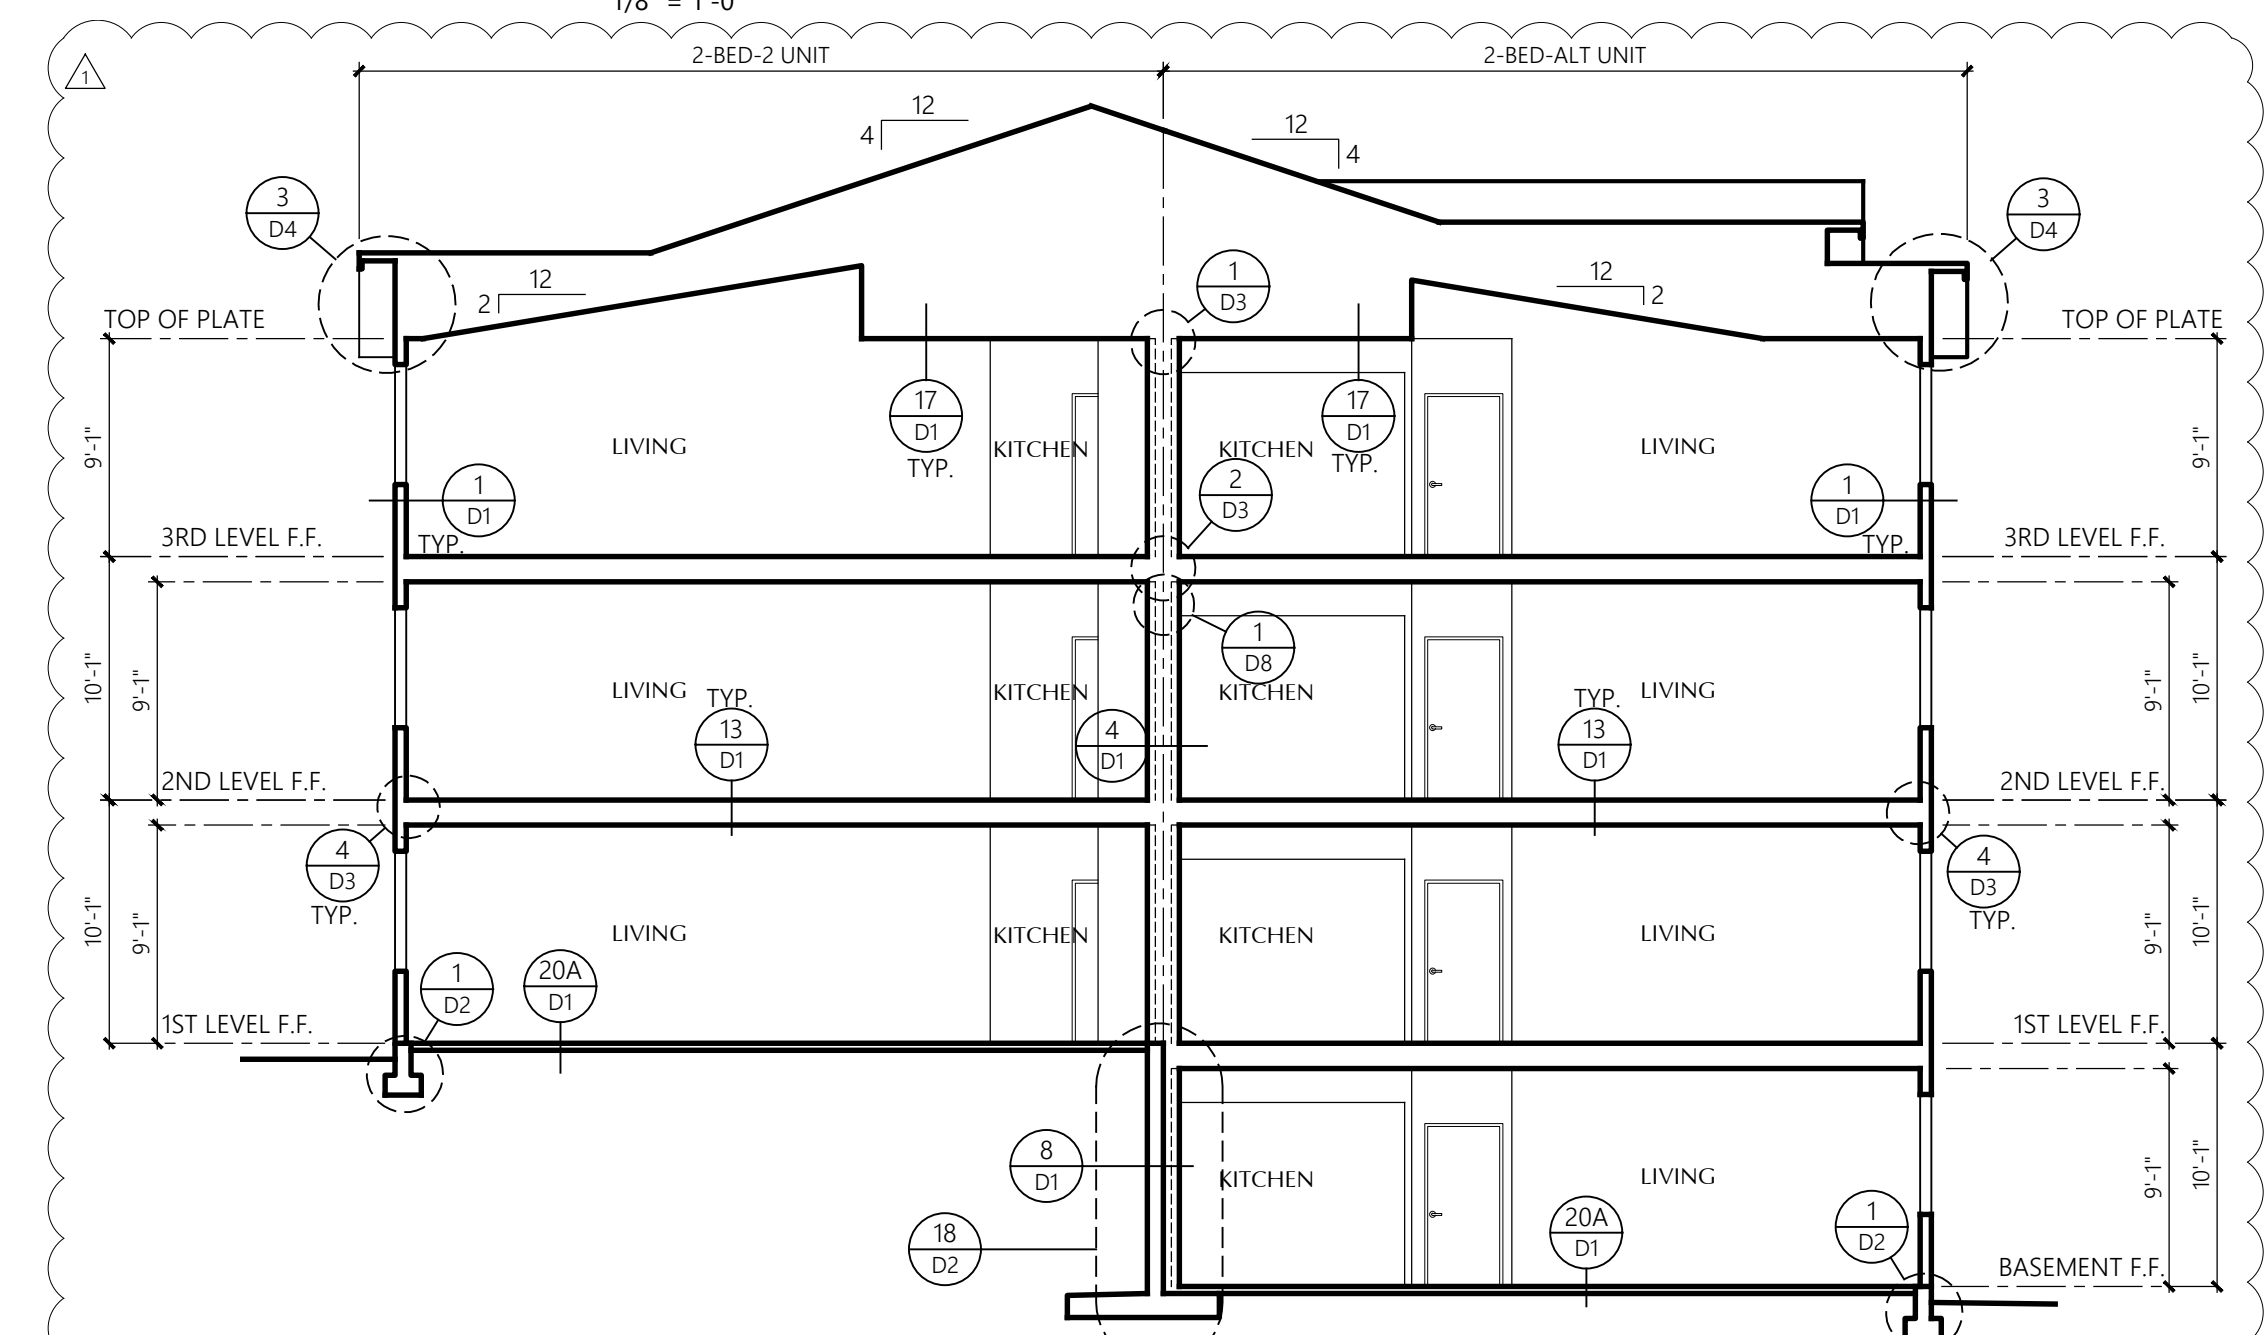 1/8" = 1'-0"
2-BED-2 UNIT
2-BED-ALT UNIT
1
12
4
12
4
3
D4
3
D4
12
2
1
D3
12
2
TOP OF PLATE
TOP OF PLATE
17
D1
TYP.
17
D1
TYP.
9'-1"
LIVING
KITCHEN
KITCHEN
LIVING
9'-1"
1
D1
TYP.
2
D3
1
D1
TYP.
3RD LEVEL F.F.
3RD LEVEL F.F.
1
D8
10'-1"
9'-1"
LIVING
TYP.
13
D1
KITCHEN
4
D1
KITCHEN
TYP.
13
D1
LIVING
9'-1"
10'-1"
2ND LEVEL F.F.
2ND LEVEL F.F.
4
D3
TYP.
4
D3
TYP.
10'-1"
9'-1"
LIVING
KITCHEN
KITCHEN
LIVING
9'-1"
10'-1"
1
D2
20A
D1
1ST LEVEL F.F.
1ST LEVEL F.F.
8
D1
KITCHEN
LIVING
9'-1"
10'-1"
18
D2
20A
D1
1
D2
BASEMENT F.F.